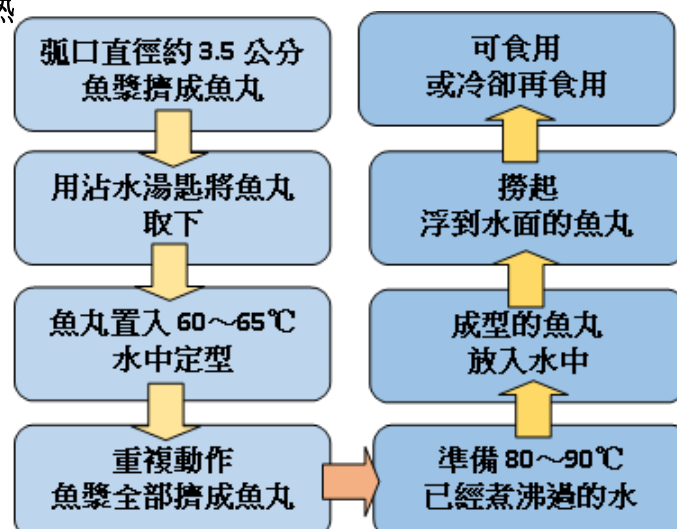 熱
虎口直徑約 3.5 公分
魚漿擠成魚丸
用沾水湯匙將魚丸
取下
魚丸置入 60～65℃
水中定型
重複動作
魚漿全部擠成魚丸
準備 80～90℃
已經煮沸過的水
成型的魚丸
放入水中
撈起
浮到水面的魚丸
可食用
或冷卻再食用